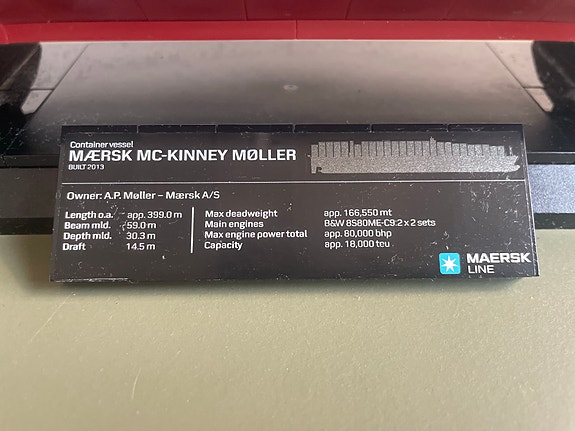 Container vessel
MÆRSK MC-KINNEY MØLLER
BUILT 2013
Owner: A.P. Møller – Mærsk A/S
Length o.a. app. 399.0 m
Beam mld. 59.0 m
Depth mld. 30.3 m
Draft 14.5 m
Max deadweight app. 166,550 mt
Main engines B&W 8S80ME-C9:2 x 2 sets
Max engine power total app. 80,000 bhp
Capacity app. 18,000 teu
MAERSK
LINE